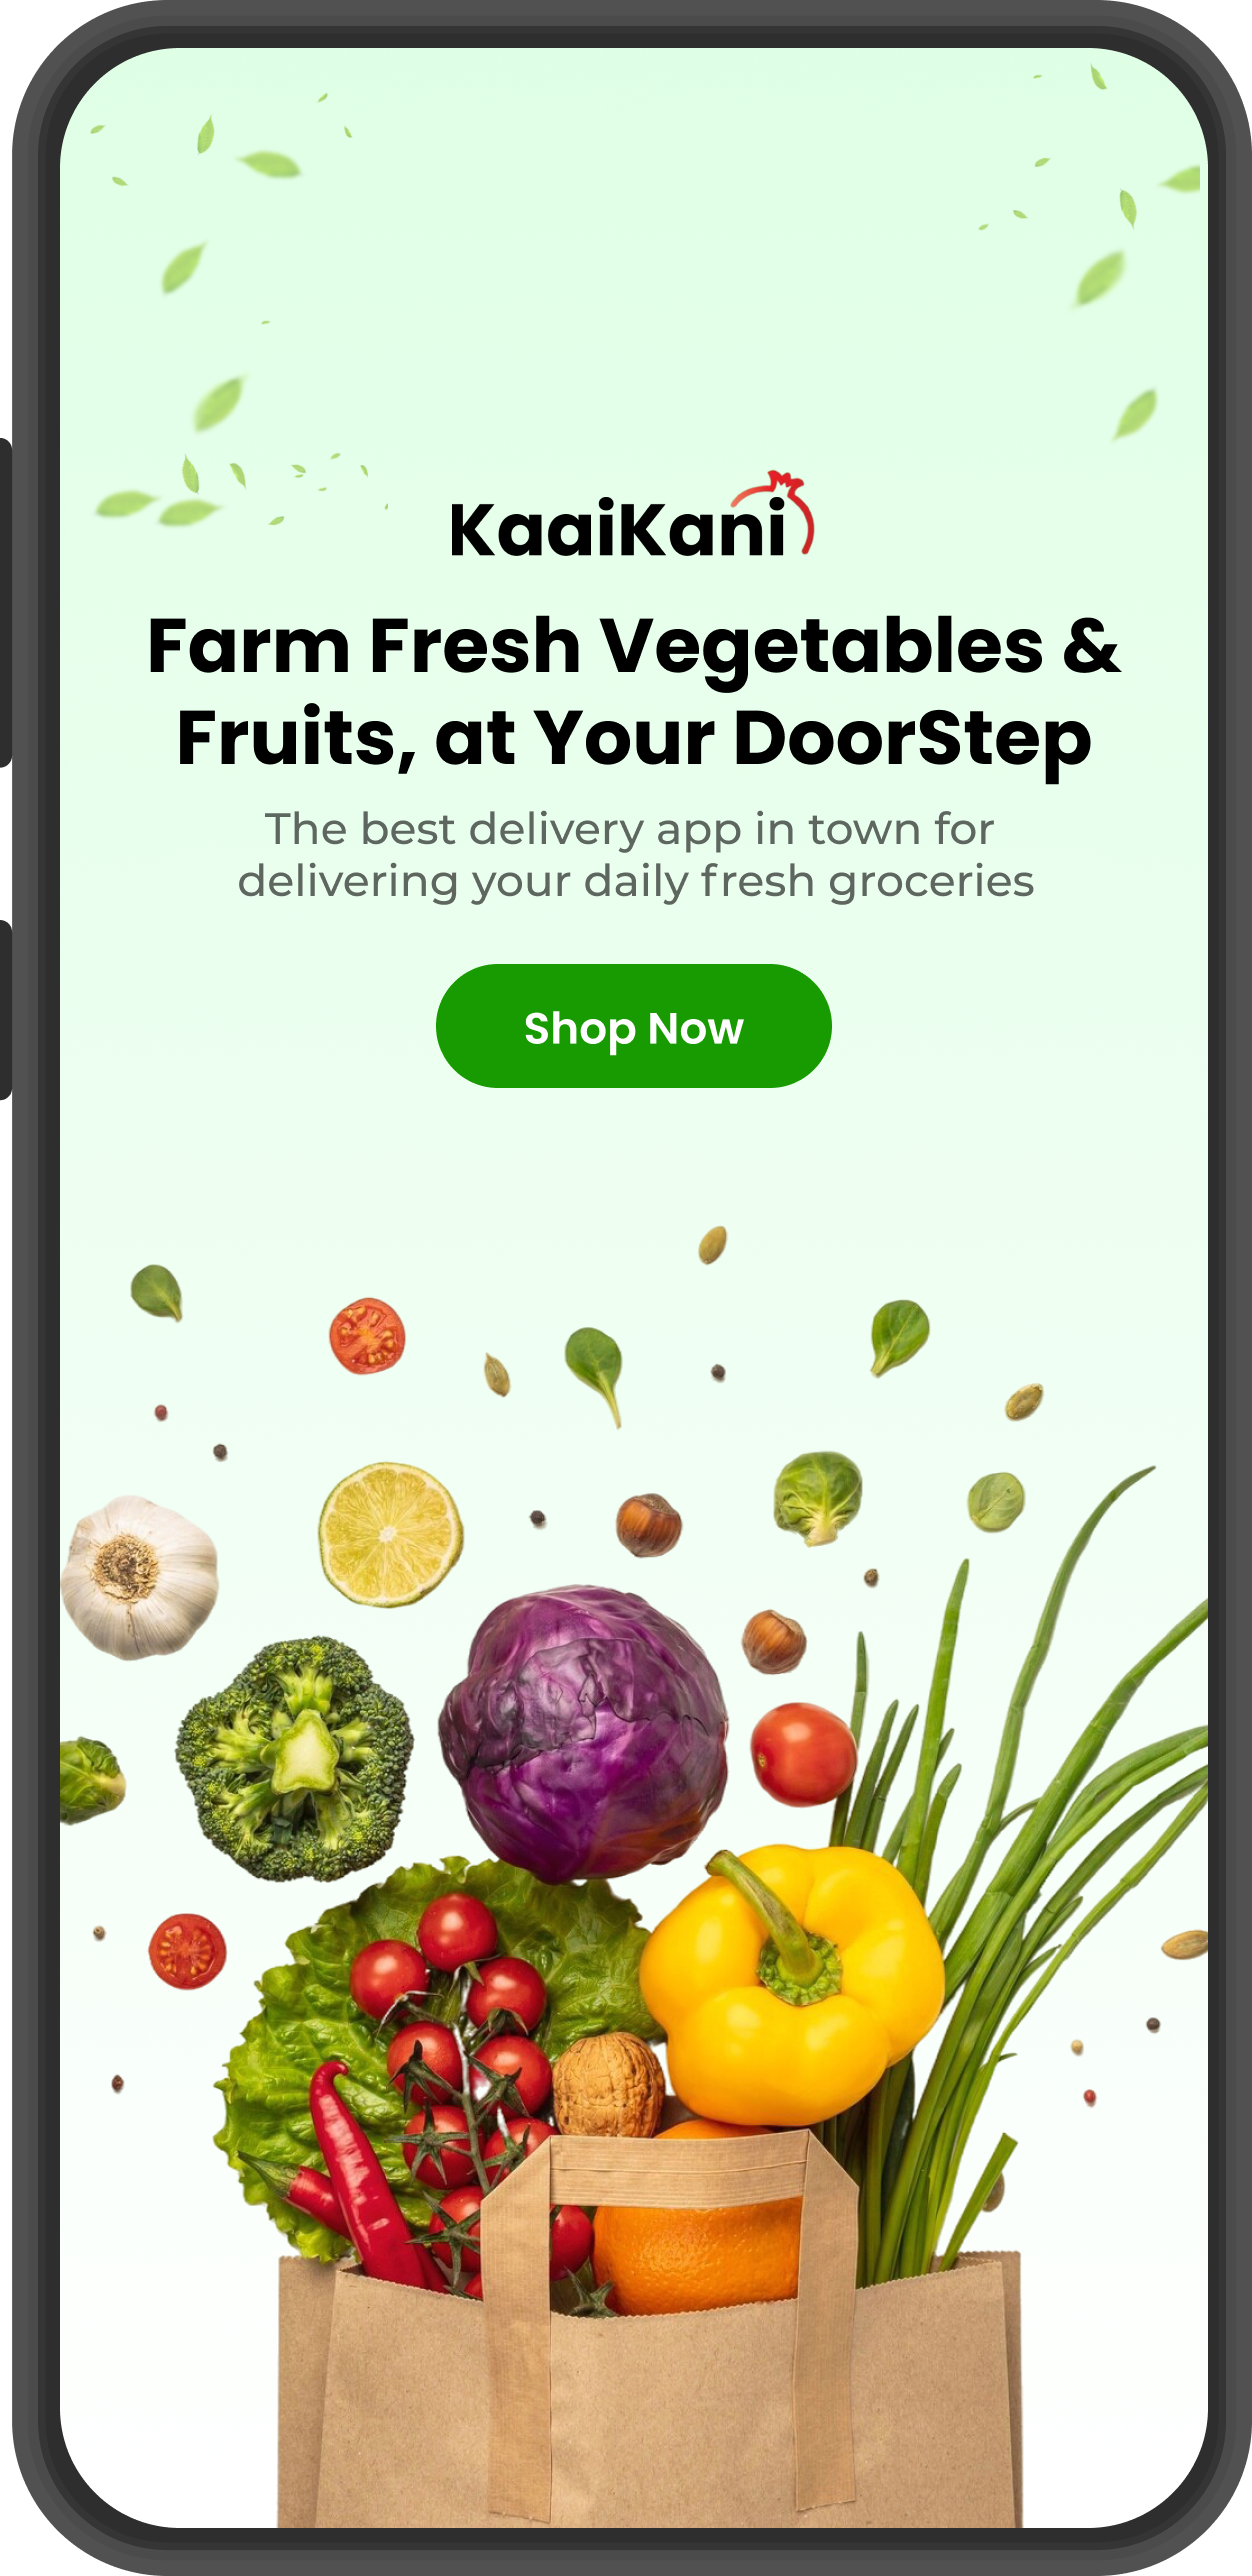 KaaiKani
Farm Fresh Vegetables &
Fruits, at Your DoorStep
The best delivery app in town for
delivering your daily fresh groceries
Shop Now